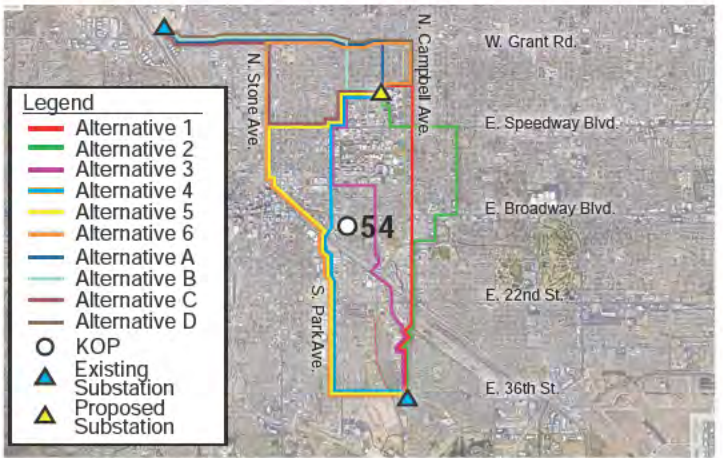 W. Grant Rd.
N. Campbell Ave.
N. Stone Ave.
Legend
Alternative 1
Alternative 2
Alternative 3
Alternative 4
Alternative 5
Alternative 6
Alternative A
Alternative B
Alternative C
Alternative D
KOP
Existing
Substation
Proposed
Substation
E. Speedway Blvd.
E. Broadway Blvd.
54
E. 22nd St.
S. Park Ave.
E. 36th St.